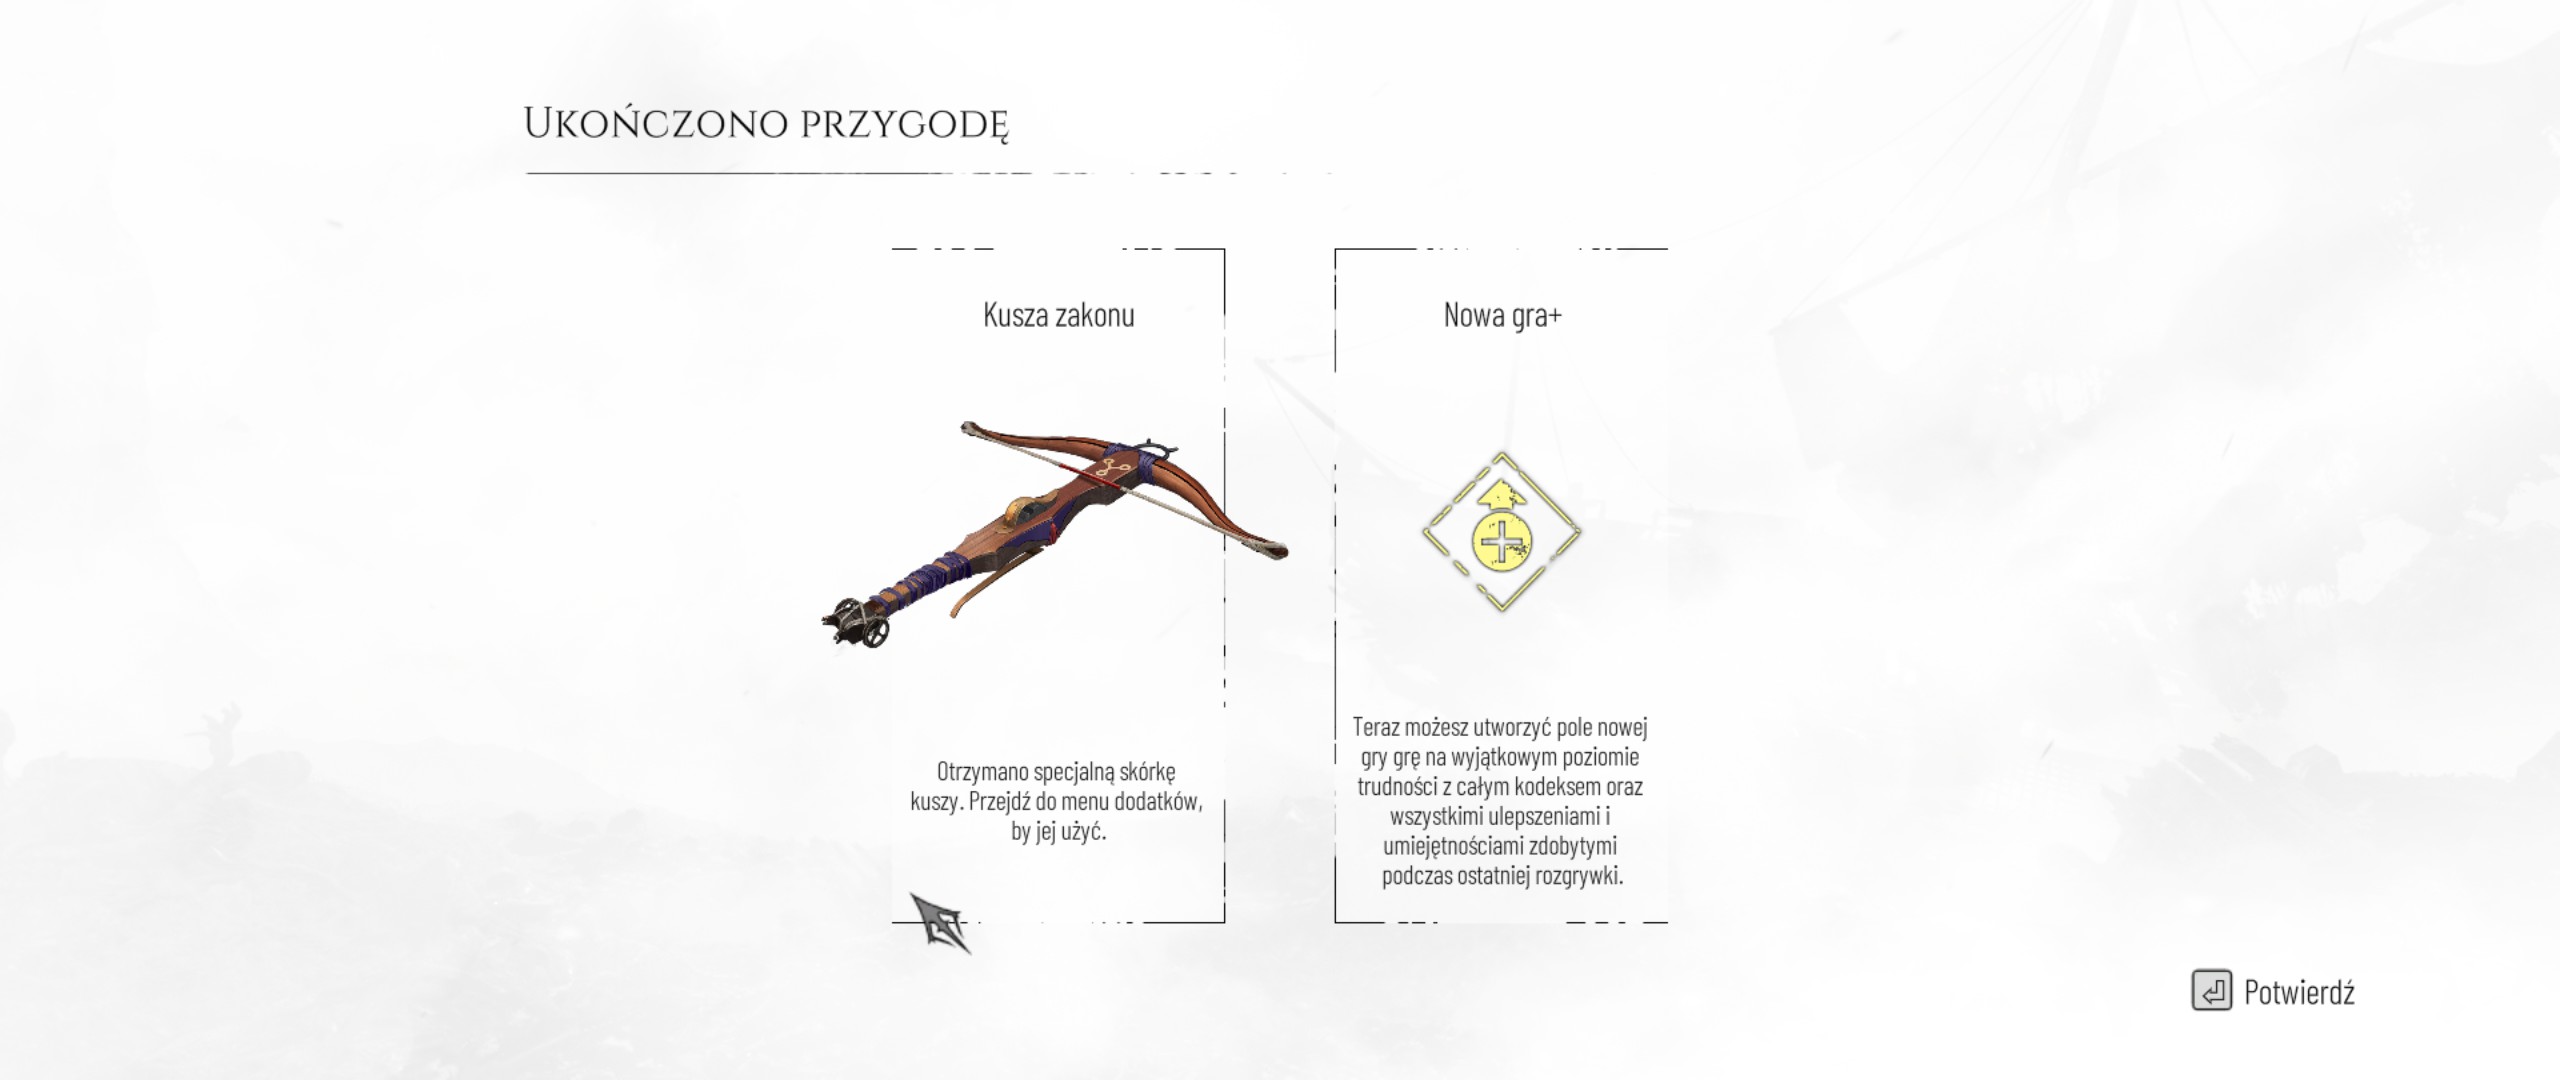 Ukończono przygodę
Kusza zakonu
Otrzymano specjalną skórkę
kuszy. Przejdź do menu dodatków,
by jej użyć.
Nowa gra+
Teraz możesz utworzyć pole nowej
gry grę na wyjątkowym poziomie
trudności z całym kodeksem oraz
wszystkimi ulepszeniami i
umiejętnościami zdobytymi
podczas ostatniej rozgrywki.
Potwierdź